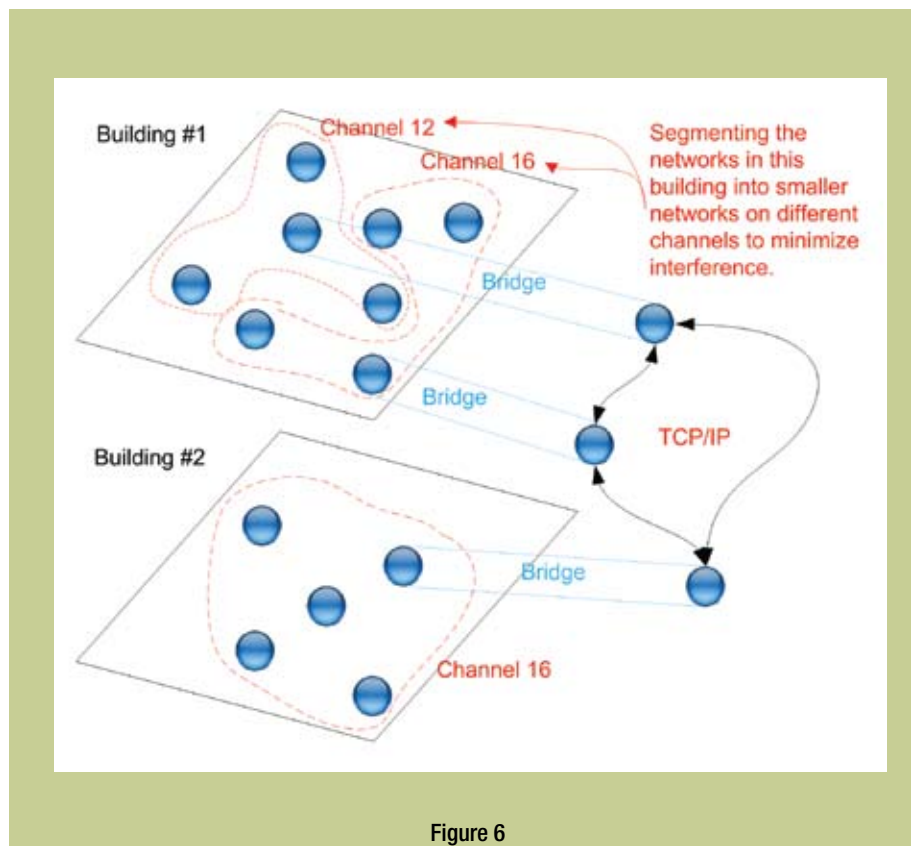 Building #1
Channel 12
Channel 16
Segmenting the
networks in this
building into smaller
networks on different
channels to minimize
interference.
Bridge
Bridge
TCP/IP
Building #2
Bridge
Channel 16
Figure 6